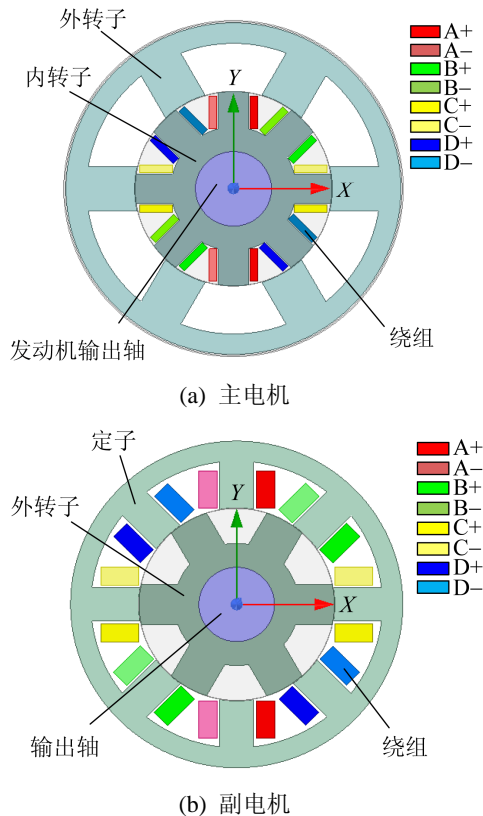 外转子
内转子
Y
X
发动机输出轴
绕组
A+
A−
B+
B−
C+
C−
D+
D−
(a) 主电机
定子
外转子
Y
X
输出轴
绕组
A+
A−
B+
B−
C+
C−
D+
D−
(b) 副电机